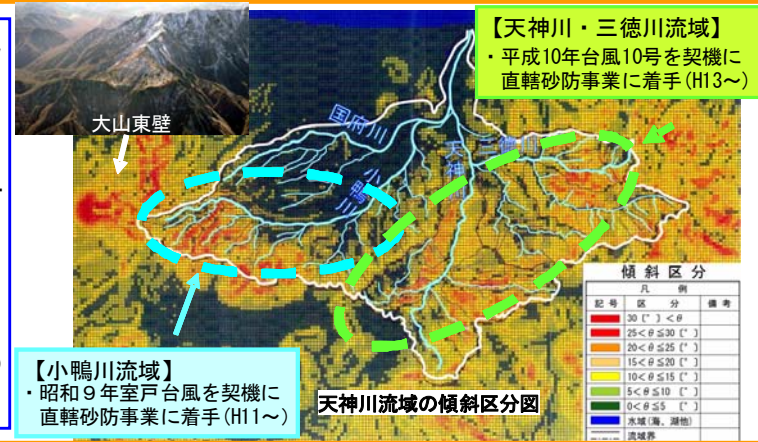 大山東壁
【天神川・三徳川流域】
・平成10年台風10号を契機に
直轄砂防事業に着手(H13～)
国府川
小鴨川
天神川
三徳川
【小鴨川流域】
・昭和９年室戸台風を契機に
直轄砂防事業に着手(H11～)
天神川流域の傾斜区分図
傾斜区分
凡 例
記号 区 分 備考
30 [°] <θ
25<θ≦30 [°]
20<θ≦25 [°]
15<θ≦20 [°]
10<θ≦15 [°]
5<θ≦10 [°]
0<θ≦5 [°]
水域(海、湖他)
流域界